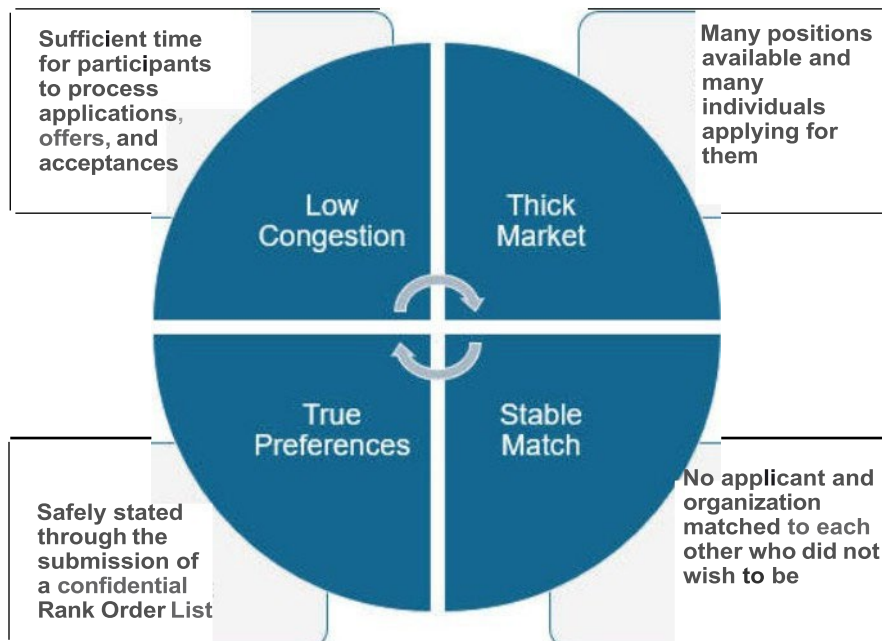 Sufficient time
for participants
to process
applications,
offers, and
acceptances
Many positions
available and
many
individuals
applying for
them
Low
Congestion
Thick
Market
True
Preferences
Stable
Match
Safely stated
through the
submission of
a confidential
Rank Order List
No applicant and
organization
matched to each
other who did not
wish to be